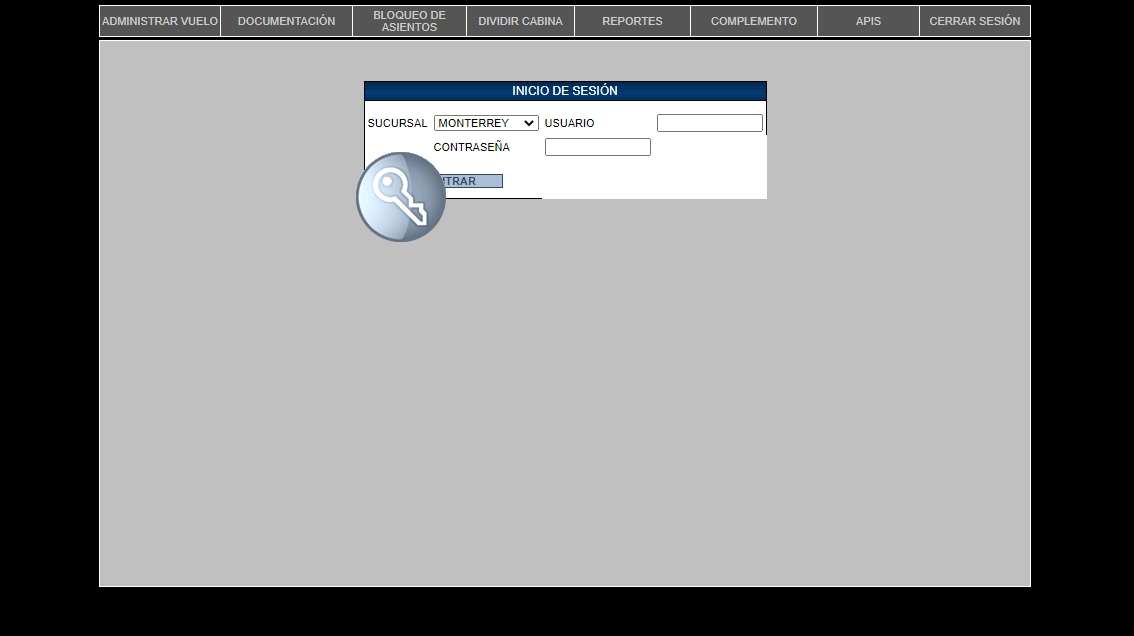 ADMINISTRAR VUELO
DOCUMENTACIÓN
BLOQUEO DE
ASIENTOS
DIVIDIR CABINA
REPORTES
COMPLEMENTO
APIS
CERRAR SESIÓN
INICIO DE SESIÓN
SUCURSAL MONTERREY USUARIO
CONTRASEÑA
TRAR